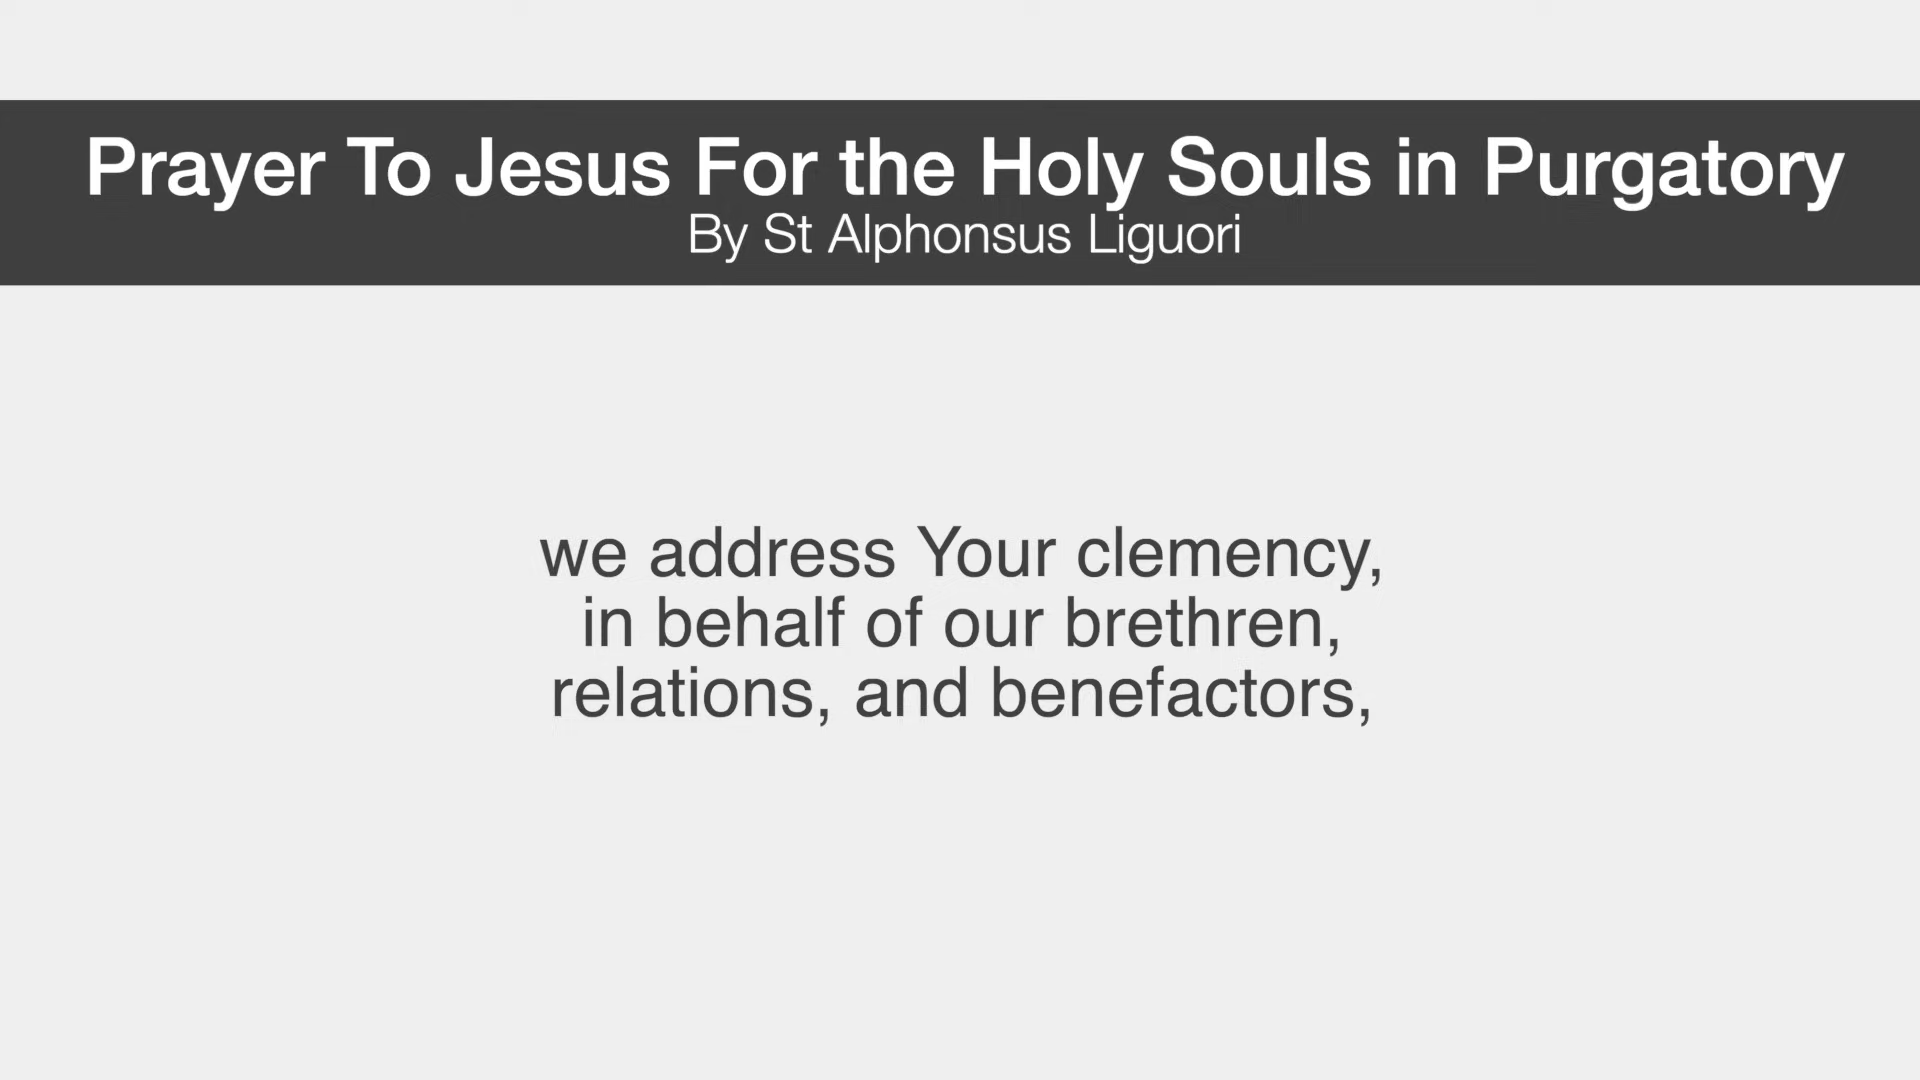 Prayer To Jesus For the Holy Souls in Purgatory
By St Alphonsus Liguori
we address Your clemency,
in behalf of our brethren,
relations, and benefactors,